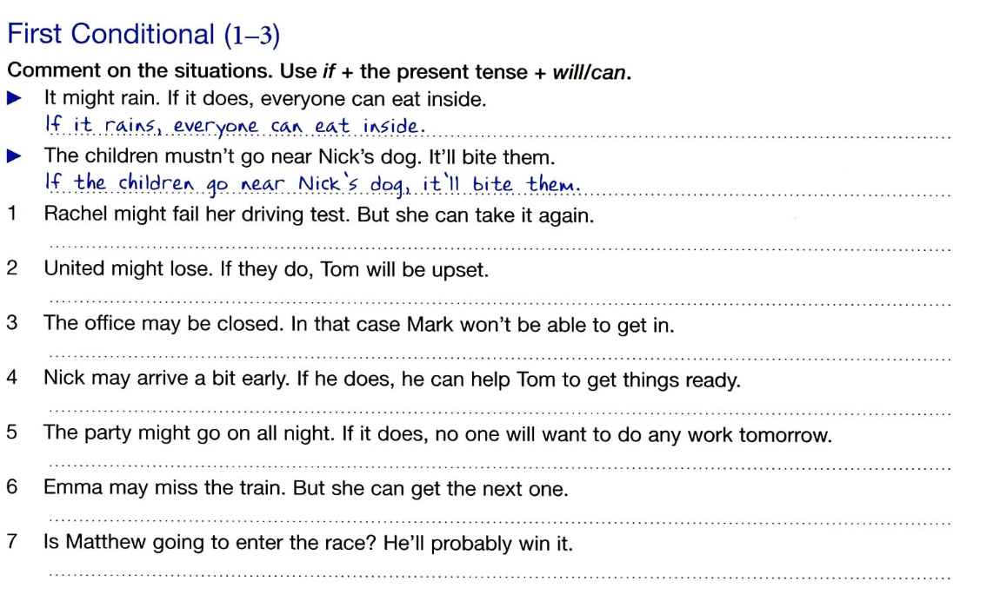 First Conditional (1–3)
Comment on the situations. Use if + the present tense + will/can.
► It might rain. If it does, everyone can eat inside.
If it rains, everyone can eat inside.
► The children mustn't go near Nick's dog. It'll bite them.
If the children go near Nick's dog, it'll bite them.
1 Rachel might fail her driving test. But she can take it again.
2 United might lose. If they do, Tom will be upset.
3 The office may be closed. In that case Mark won't be able to get in.
4 Nick may arrive a bit early. If he does, he can help Tom to get things ready.
5 The party might go on all night. If it does, no one will want to do any work tomorrow.
6 Emma may miss the train. But she can get the next one.
7 Is Matthew going to enter the race? He'll probably win it.